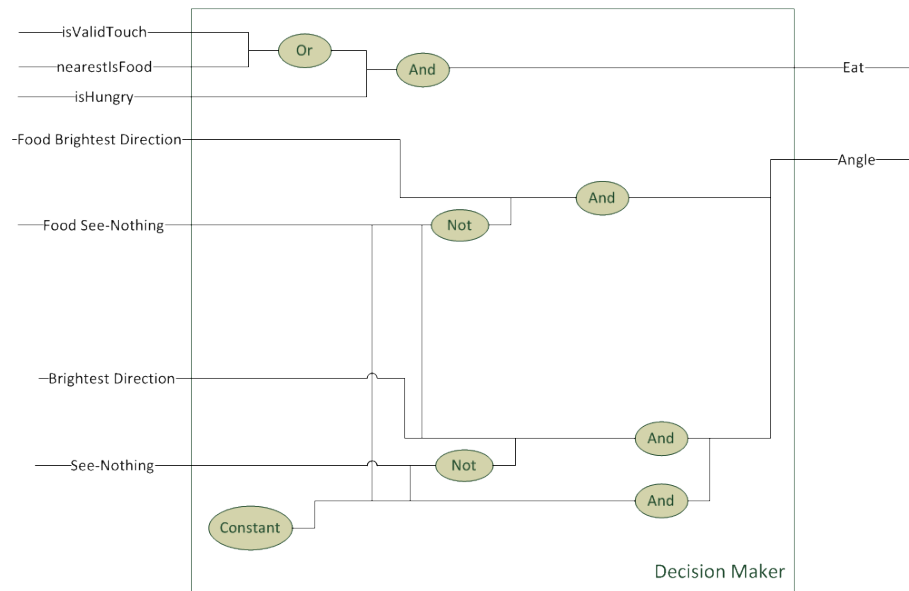 isValidTouch
Or
nearestIsFood
And
Eat
isHungry
Food Brightest Direction
Angle
And
Food See-Nothing
Not
Brightest Direction
And
See-Nothing
Not
And
Constant
Decision Maker